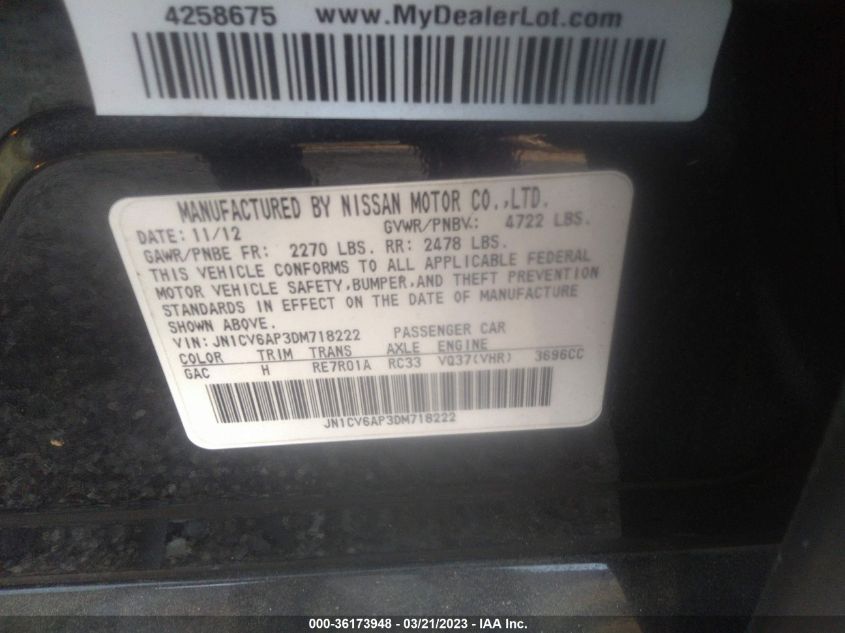 4258675 www.MyDealerLot.com
MANUFACTURED BY NISSAN MOTOR CO.,LTD.
DATE: 11/12 GVWR/PNBV: 4722 LBS.
GAWR/PNBE FR: 2270 LBS. RR: 2478 LBS.
THIS VEHICLE CONFORMS TO ALL APPLICABLE FEDERAL
MOTOR VEHICLE SAFETY,BUMPER,AND THEFT PREVENTION
STANDARDS IN EFFECT ON THE DATE OF MANUFACTURE
SHOWN ABOVE.
VIN: JN1CV6AP3DM718222 PASSENGER CAR
COLOR TRIM TRANS AXLE ENGINE
GAC H RE7R01A RC33 VQ37(VHR) 3696CC
JN1CV6AP3DM718222
000-36173948 - 03/21/2023 - IAA Inc.